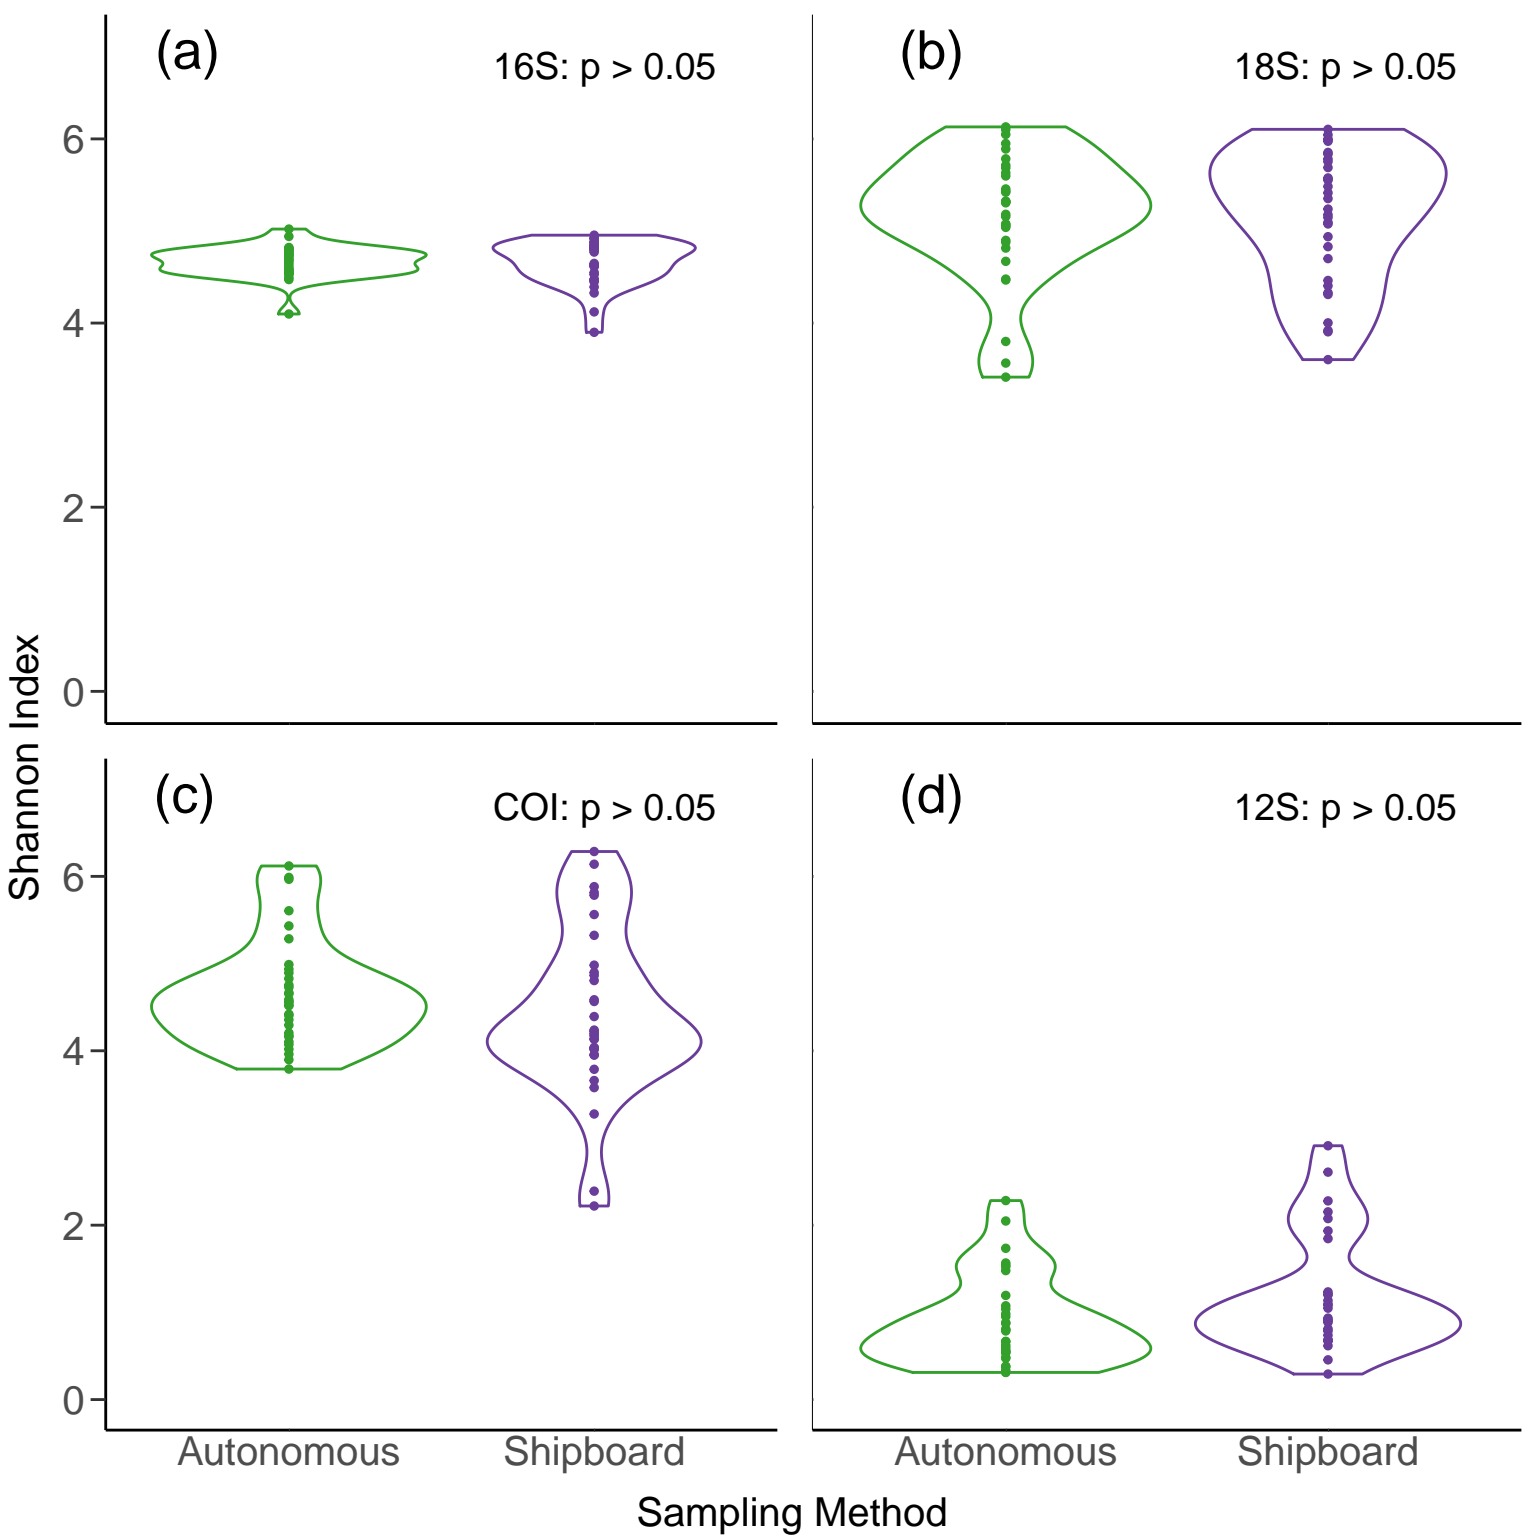 (a)
16S: p > 0.05
(b)
18S: p > 0.05
6
4
2
0
Shannon Index
(c)
COI: p > 0.05
(d)
12S: p > 0.05
6
4
2
0
Autonomous
Shipboard
Autonomous
Shipboard
Sampling Method